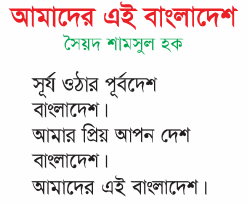 আমাদের এই বাংলাদেশ
সৈয়দ শামসুল হক
সূর্য ওঠার পূর্বদেশ
বাংলাদেশ।
আমার প্রিয় আপন দেশ
বাংলাদেশ।
আমাদের এই বাংলাদেশ।